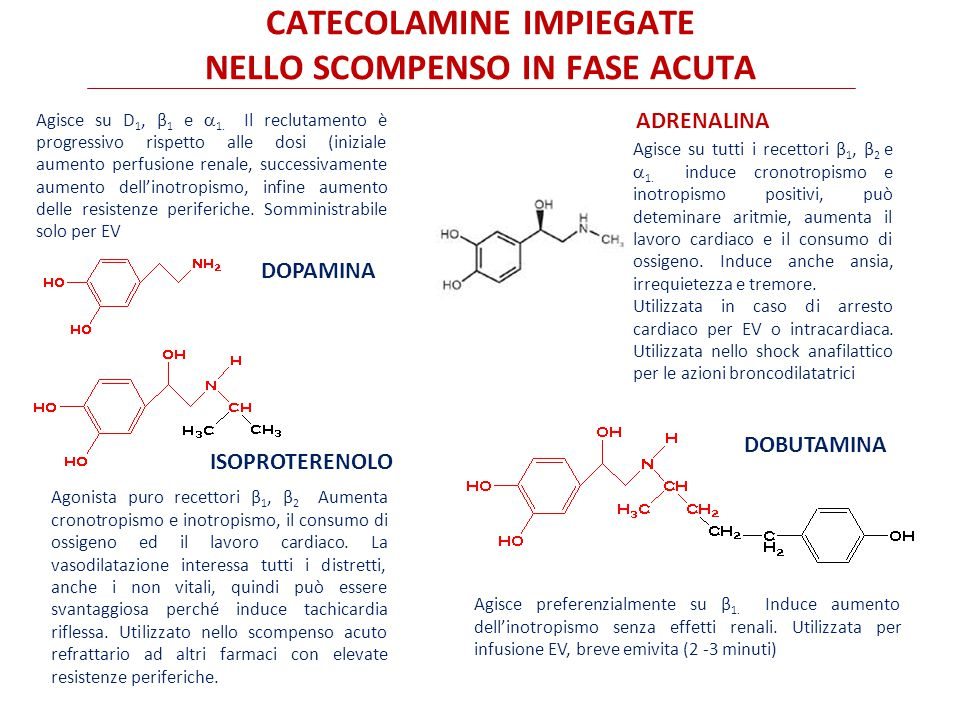 CATECOLAMINE IMPIEGATE
NELLO SCOMPENSO IN FASE ACUTA
Agisce su D1, β1 e α1. Il reclutamento è
progressivo rispetto alle dosi (iniziale
aumento perfusione renale, successivamente
aumento dell’inotropismo, infine aumento
delle resistenze periferiche. Somministrabile
solo per EV
NH2
HO
HO
DOPAMINA
OH
H
N
HO
CH
H3C
CH3
HO
ISOPROTERENOLO
Agonista puro recettori β1, β2 Aumenta
cronotropismo e inotropismo, il consumo di
ossigeno ed il lavoro cardiaco. La
vasodilatazione interessa tutti i distretti,
anche i non vitali, quindi può essere
svantaggiosa perché induce tachicardia
riflessa. Utilizzato nello scompenso acuto
refrattario ad altri farmaci con elevate
resistenze periferiche.
ADRENALINA
Agisce su tutti i recettori β1, β2 e
α1. induce cronotropismo e
inotropismo positivi, può
deteminare aritmie, aumenta il
lavoro cardiaco e il consumo di
ossigeno. Induce anche ansia,
irrequietezza e tremore.
Utilizzata in caso di arresto
cardiaco per EV o intracardiaca.
Utilizzata nello shock anafilattico
per le azioni broncodilatatrici
OH
H
N
HO
CH3
HO
DOBUTAMINA
OH
H
N
HO
CH
H3C
CH2
HO
CH2
C
H2
OH
Agisce preferenzialmente su β1. Induce aumento
dell’inotropismo senza effetti renali. Utilizzata per
infusione EV, breve emivita (2 -3 minuti)